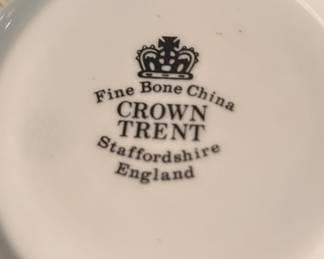 Fine Bone China
CROWN
TRENT
Staffordshire
England